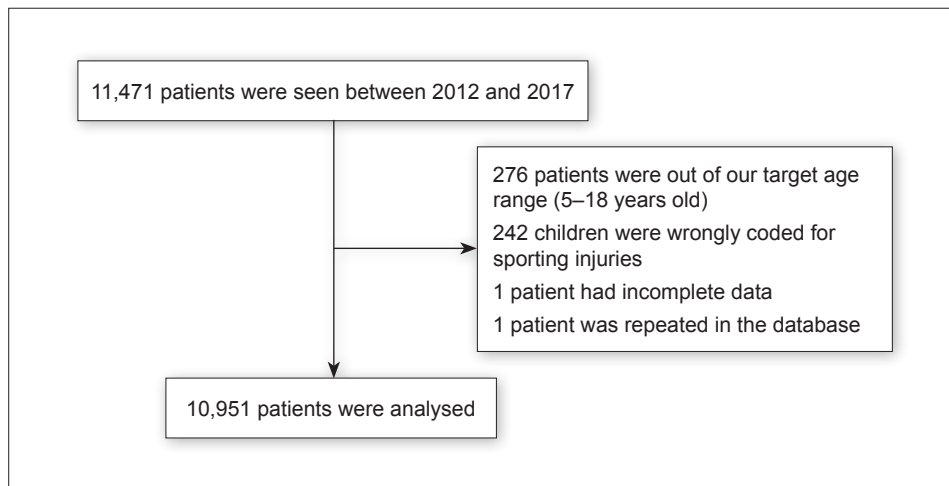 11,471 patients were seen between 2012 and 2017
276 patients were out of our target age
range (5–18 years old)
242 children were wrongly coded for
sporting injuries
1 patient had incomplete data
1 patient was repeated in the database
10,951 patients were analysed